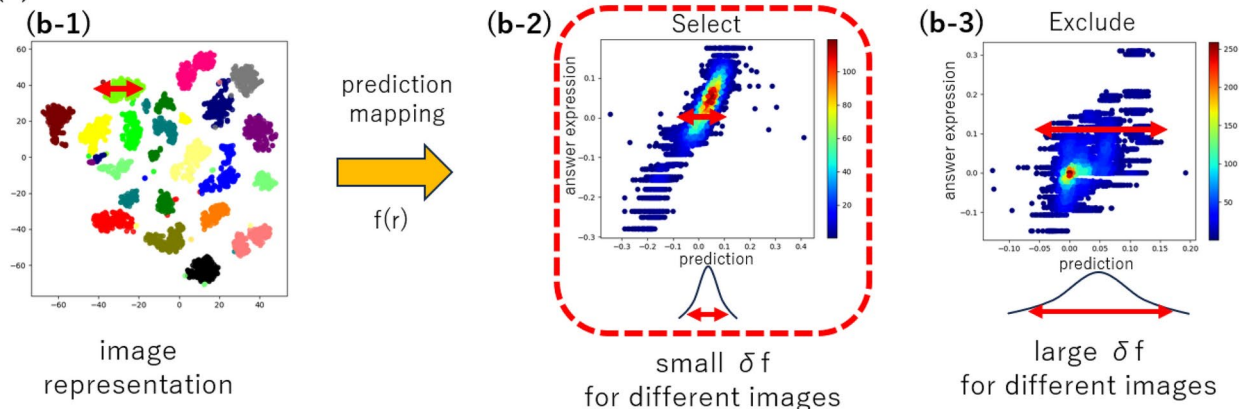 (b-1)
60
40
20
0
−20
−40
−60
−60 −40 −20 0 20 40
image
representation
prediction
mapping
f(r)
(b-2)
Select
answer expression
0.1
0.0
−0.1
−0.2
−0.3
−0.4 −0.3 −0.2 −0.1 0.0 0.1 0.2 0.3 0.4
prediction
100
80
60
40
20
small δf
for different images
(b-3)
Exclude
answer expression
0.3
0.2
0.1
0.0
−0.1
−0.10 −0.05 0.00 0.05 0.10 0.15 0.20
prediction
250
200
150
100
50
large δf
for different images